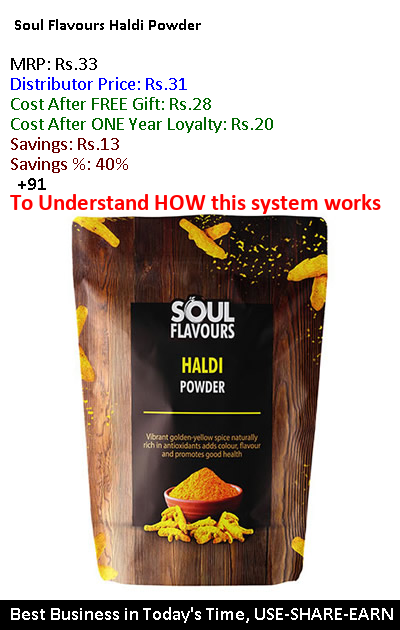 Soul Flavours Haldi Powder
MRP: Rs.33
Distributor Price: Rs.31
Cost After FREE Gift: Rs.28
Cost After ONE Year Loyalty: Rs.20
Savings: Rs.13
Savings %: 40%
+91
To Understand HOW this system works
SOUL
FLAVOURS
HALDI
POWDER
Vibrant golden-yellow spice naturally
rich in antioxidants adds colour, flavour
and promotes good health
Best Business in Today's Time, USE-SHARE-EARN